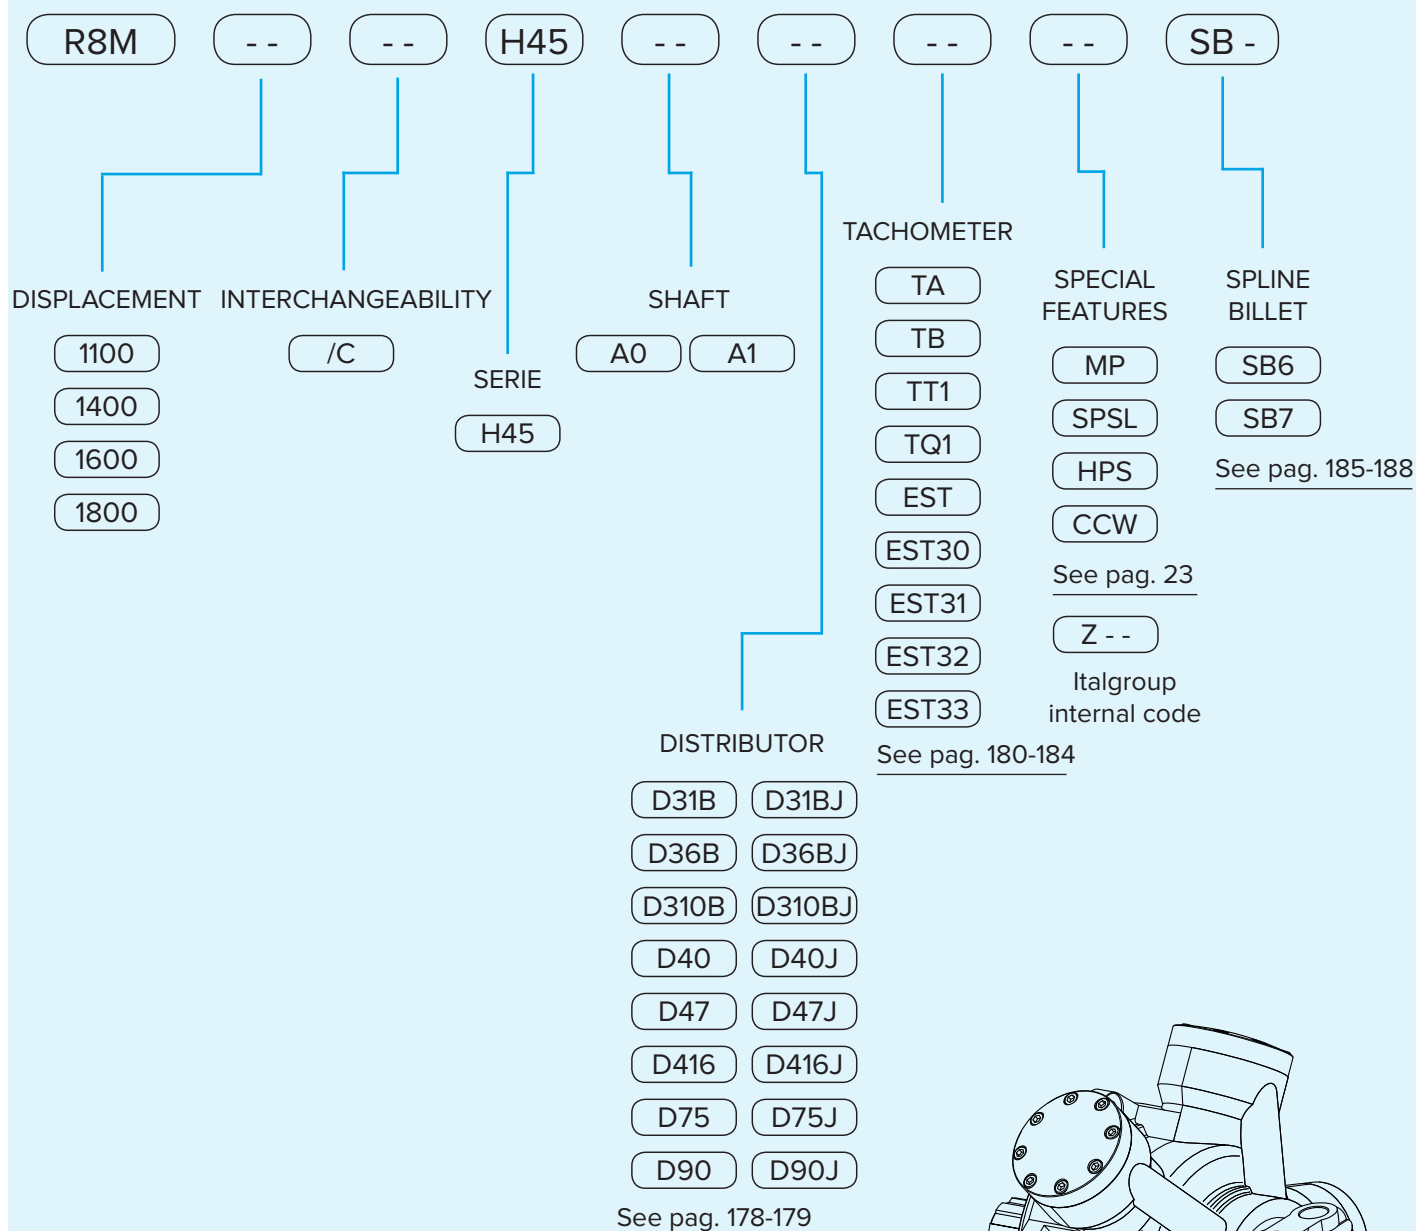 R8M -- -- H45 -- -- -- -- SB -
DISPLACEMENT
1100
1400
1600
1800
INTERCHANGEABILITY
/C
SERIE
H45
SHAFT
A0 A1
DISTRIBUTOR
D31B D31BJ
D36B D36BJ
D310B D310BJ
D40 D40J
D47 D47J
D416 D416J
D75 D75J
D90 D90J
See pag. 178-179
TACHOMETER
TA
TB
TT1
TQ1
EST
EST30
EST31
EST32
EST33
See pag. 180-184
SPECIAL
FEATURES
MP
SPSL
HPS
CCW
See pag. 23
Z --
Italgroup
internal code
SPLINE
BILLET
SB6
SB7
See pag. 185-188